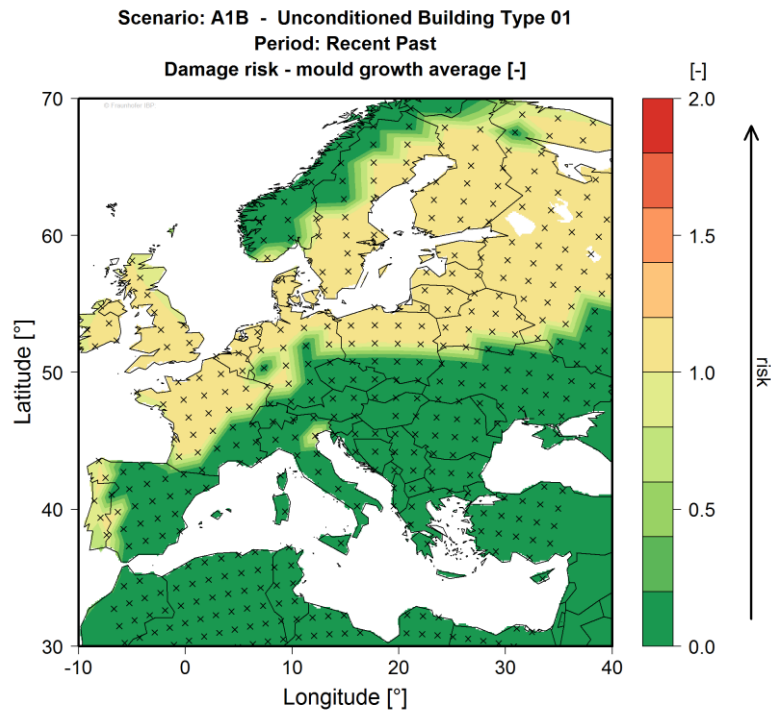 Scenario: A1B - Unconditioned Building Type 01
Period: Recent Past
Damage risk - mould growth average [-]
[-]
© Fraunhofer IBP
70
60
50
40
30
Latitude [°]
-10 0 10 20 30 40
Longitude [°]
2.0
1.5
1.0
0.5
0.0
risk